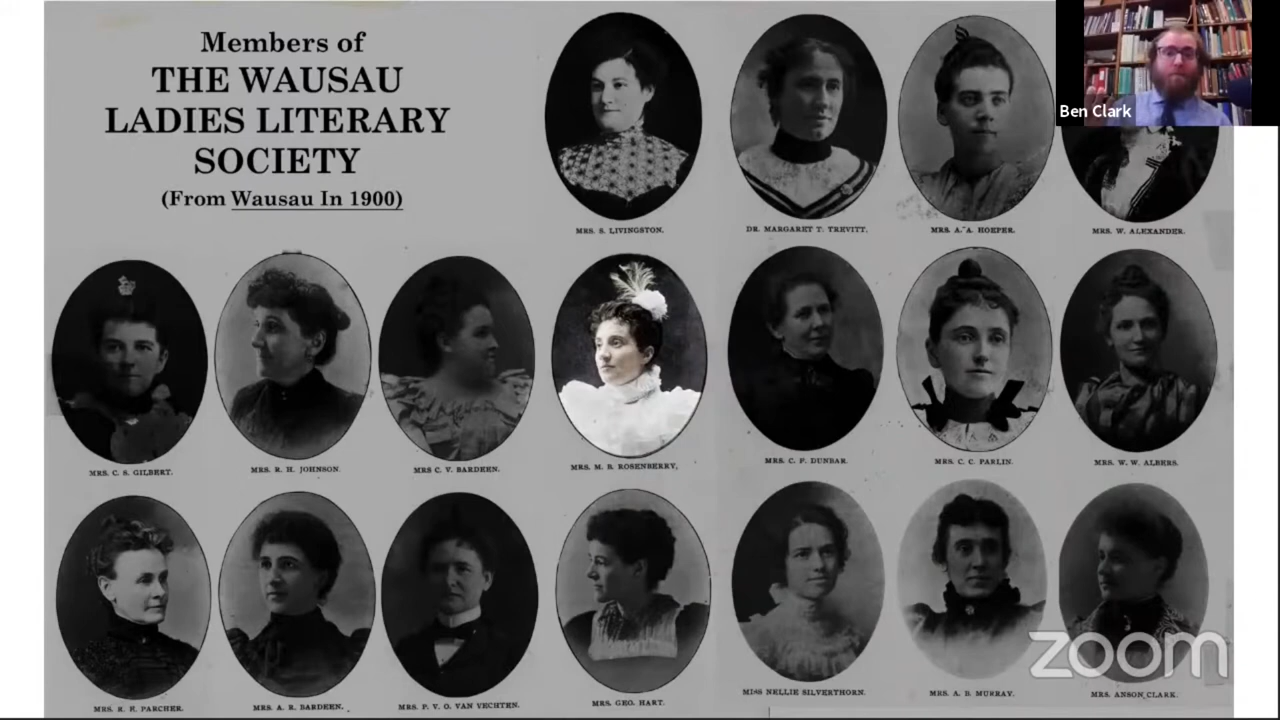 Members of
THE WAUSAU
LADIES LITERARY
SOCIETY
(From Wausau In 1900)
Ben Clark
MRS. S. LIVINGSTON.
DR. MARGARET T. TREVITT.
MRS. A. A. HOEPER.
MRS. W. ALEXANDER.
MRS. C. S. GILBERT.
MRS. R. H. JOHNSON.
MRS C. V. BARDEEN.
MRS. M. B. ROSENBERRY,
MRS. C. F. DUNBAR.
MRS. C. C. PARLIN.
MRS. W. W. ALBERS.
MRS. R. E. PARCHER.
MRS. A. R. BARDEEN.
MRS. P. V. O. VAN VECHTEN.
MRS. GEO. HART.
MISS NELLIE SILVERTHORN.
MRS. A. B. MURRAY.
MRS. ANSON CLARK.
zoom